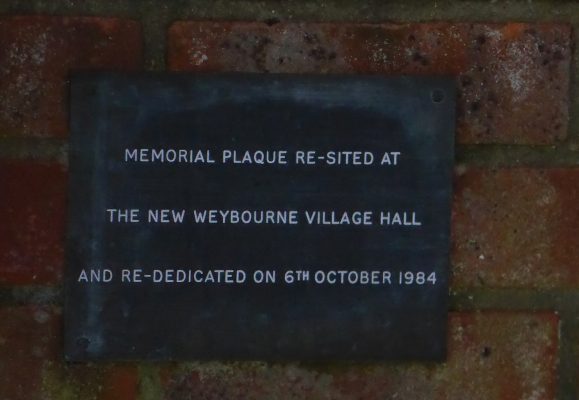 MEMORIAL PLAQUE RE-SITED AT
THE NEW WEYBOURNE VILLAGE HALL
AND RE-DEDICATED ON 6TH OCTOBER 1984